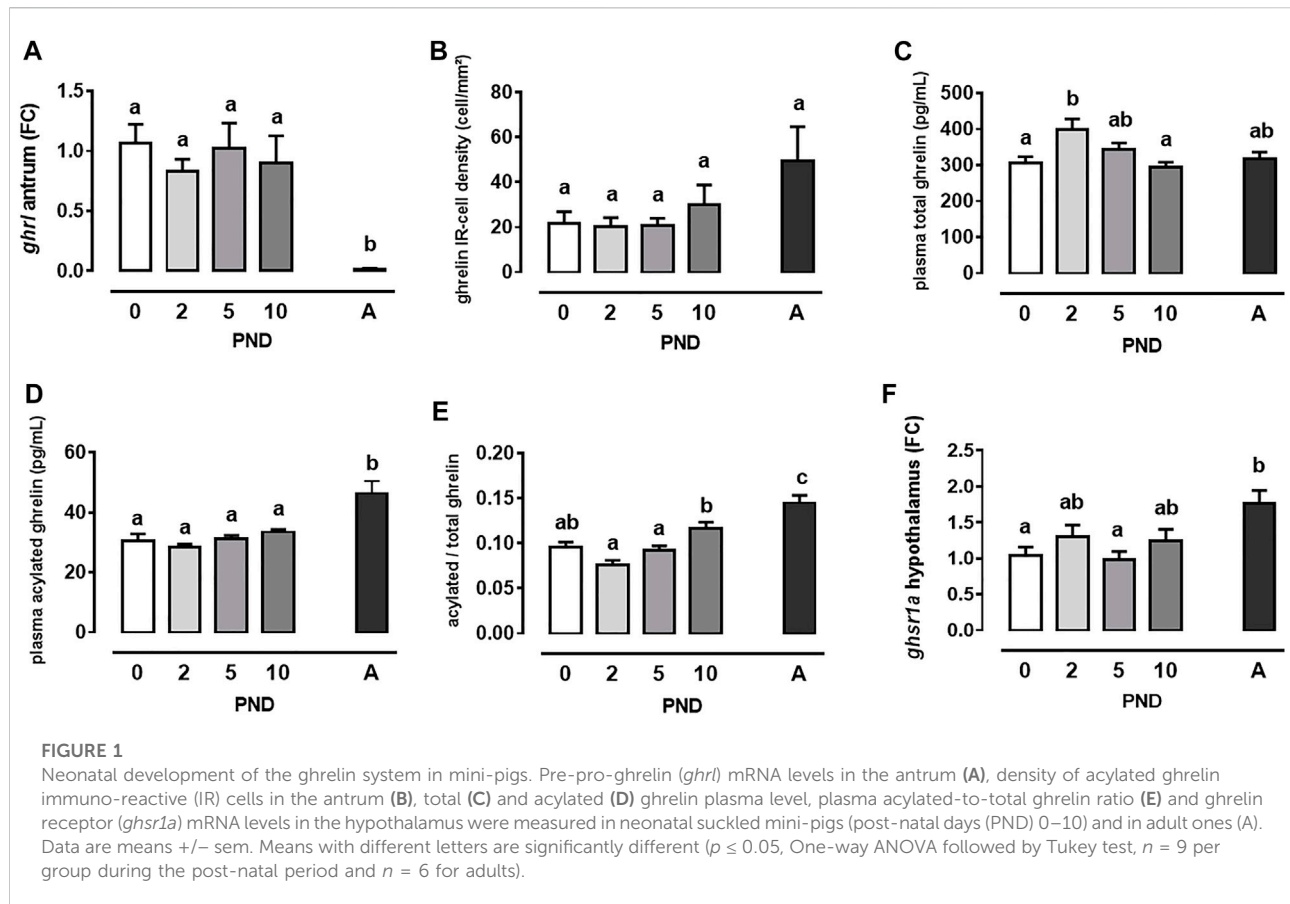 A
ghrl antrum (FC)
1.5
1.0
0.5
0.0
a
a
a
a
b
0 2 5 10 A
PND
B
ghrelin IR-cell density (cell/mm²)
80
60
40
20
0
a
a
a
a
a
0 2 5 10 A
PND
C
plasma total ghrelin (pg/mL)
500
400
300
200
100
0
a
b
ab
a
ab
0 2 5 10 A
PND
D
plasma acylated ghrelin (pg/mL)
60
40
20
0
a
a
a
a
b
0 2 5 10 A
PND
E
acylated / total ghrelin
0.20
0.15
0.10
0.05
0.00
ab
a
a
b
c
0 2 5 10 A
PND
F
ghsr1a hypothalamus (FC)
2.5
2.0
1.5
1.0
0.5
0.0
a
ab
a
ab
b
0 2 5 10 A
PND
FIGURE 1
Neonatal development of the ghrelin system in mini-pigs. Pre-pro-ghrelin (ghrl) mRNA levels in the antrum (A), density of acylated ghrelin
immuno-reactive (IR) cells in the antrum (B), total (C) and acylated (D) ghrelin plasma level, plasma acylated-to-total ghrelin ratio (E) and ghrelin
receptor (ghsr1a) mRNA levels in the hypothalamus were measured in neonatal suckled mini-pigs (post-natal days (PND) 0–10) and in adult ones (A).
Data are means +/− sem. Means with different letters are significantly different (p ≤ 0.05, One-way ANOVA followed by Tukey test, n = 9 per
group during the post-natal period and n = 6 for adults).